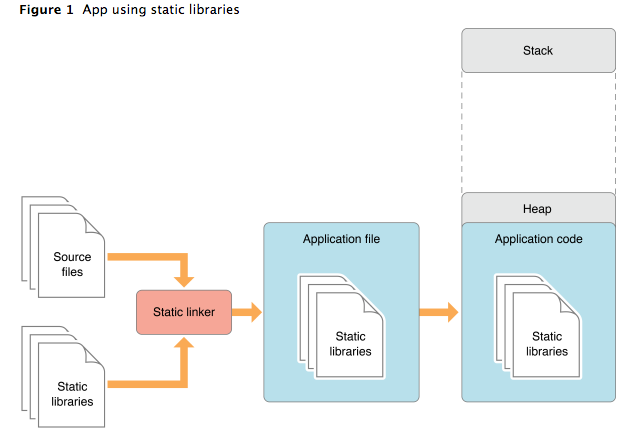 Figure 1 App using static libraries
Stack
Heap
Source
files
Static
libraries
Static linker
Application file
Static
libraries
Application code
Static
libraries